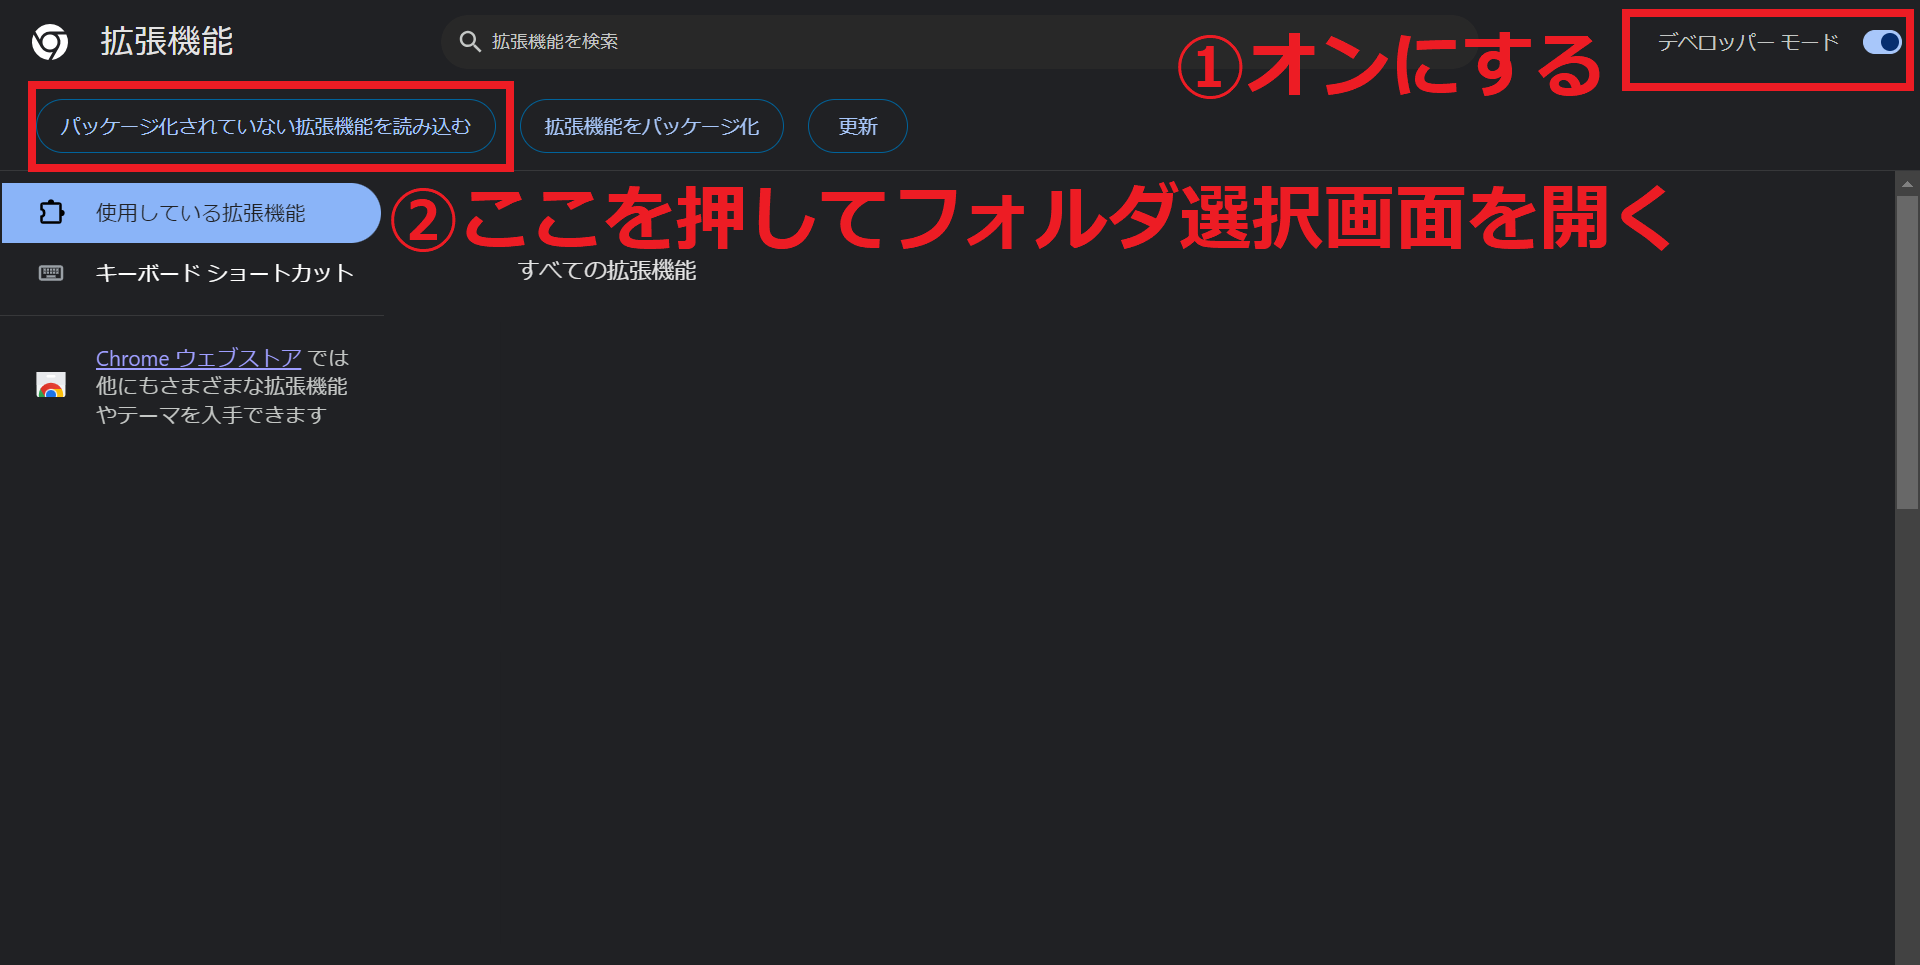 拡張機能
拡張機能を検索
①オンにする
デベロッパー モード
パッケージ化されていない拡張機能を読み込む
拡張機能をパッケージ化
更新
使用している拡張機能
②ここを押してフォルダ選択画面を開く
キーボード ショートカット
すべての拡張機能
Chrome ウェブストア では
他にもさまざまな拡張機能
やテーマを入手できます